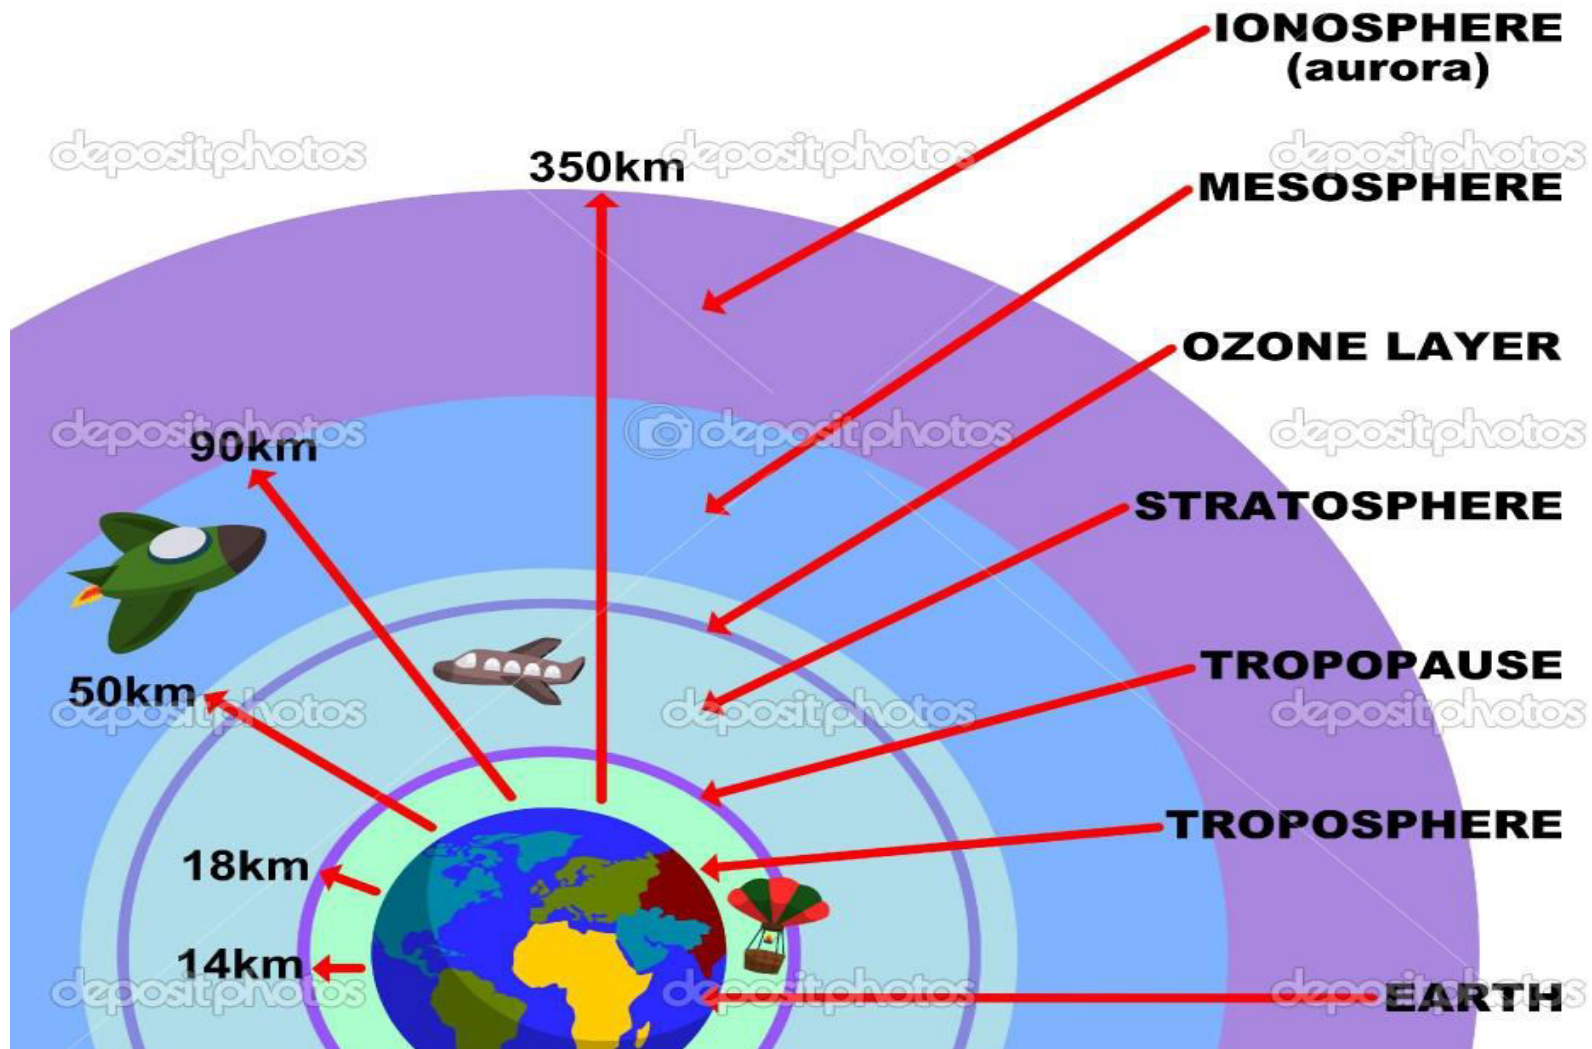 IONOSPHERE
(aurora)
depositphotos
depositphotos
depositphotos
350km
MESOSPHERE
OZONE LAYER
depositphotos
90km
depositphotos
depositphotos
STRATOSPHERE
TROPOPAUSE
50km
depositphotos
depositphotos
depositphotos
TROPOSPHERE
18km
14km
depositphotos
depositphotos
depositphotos
EARTH